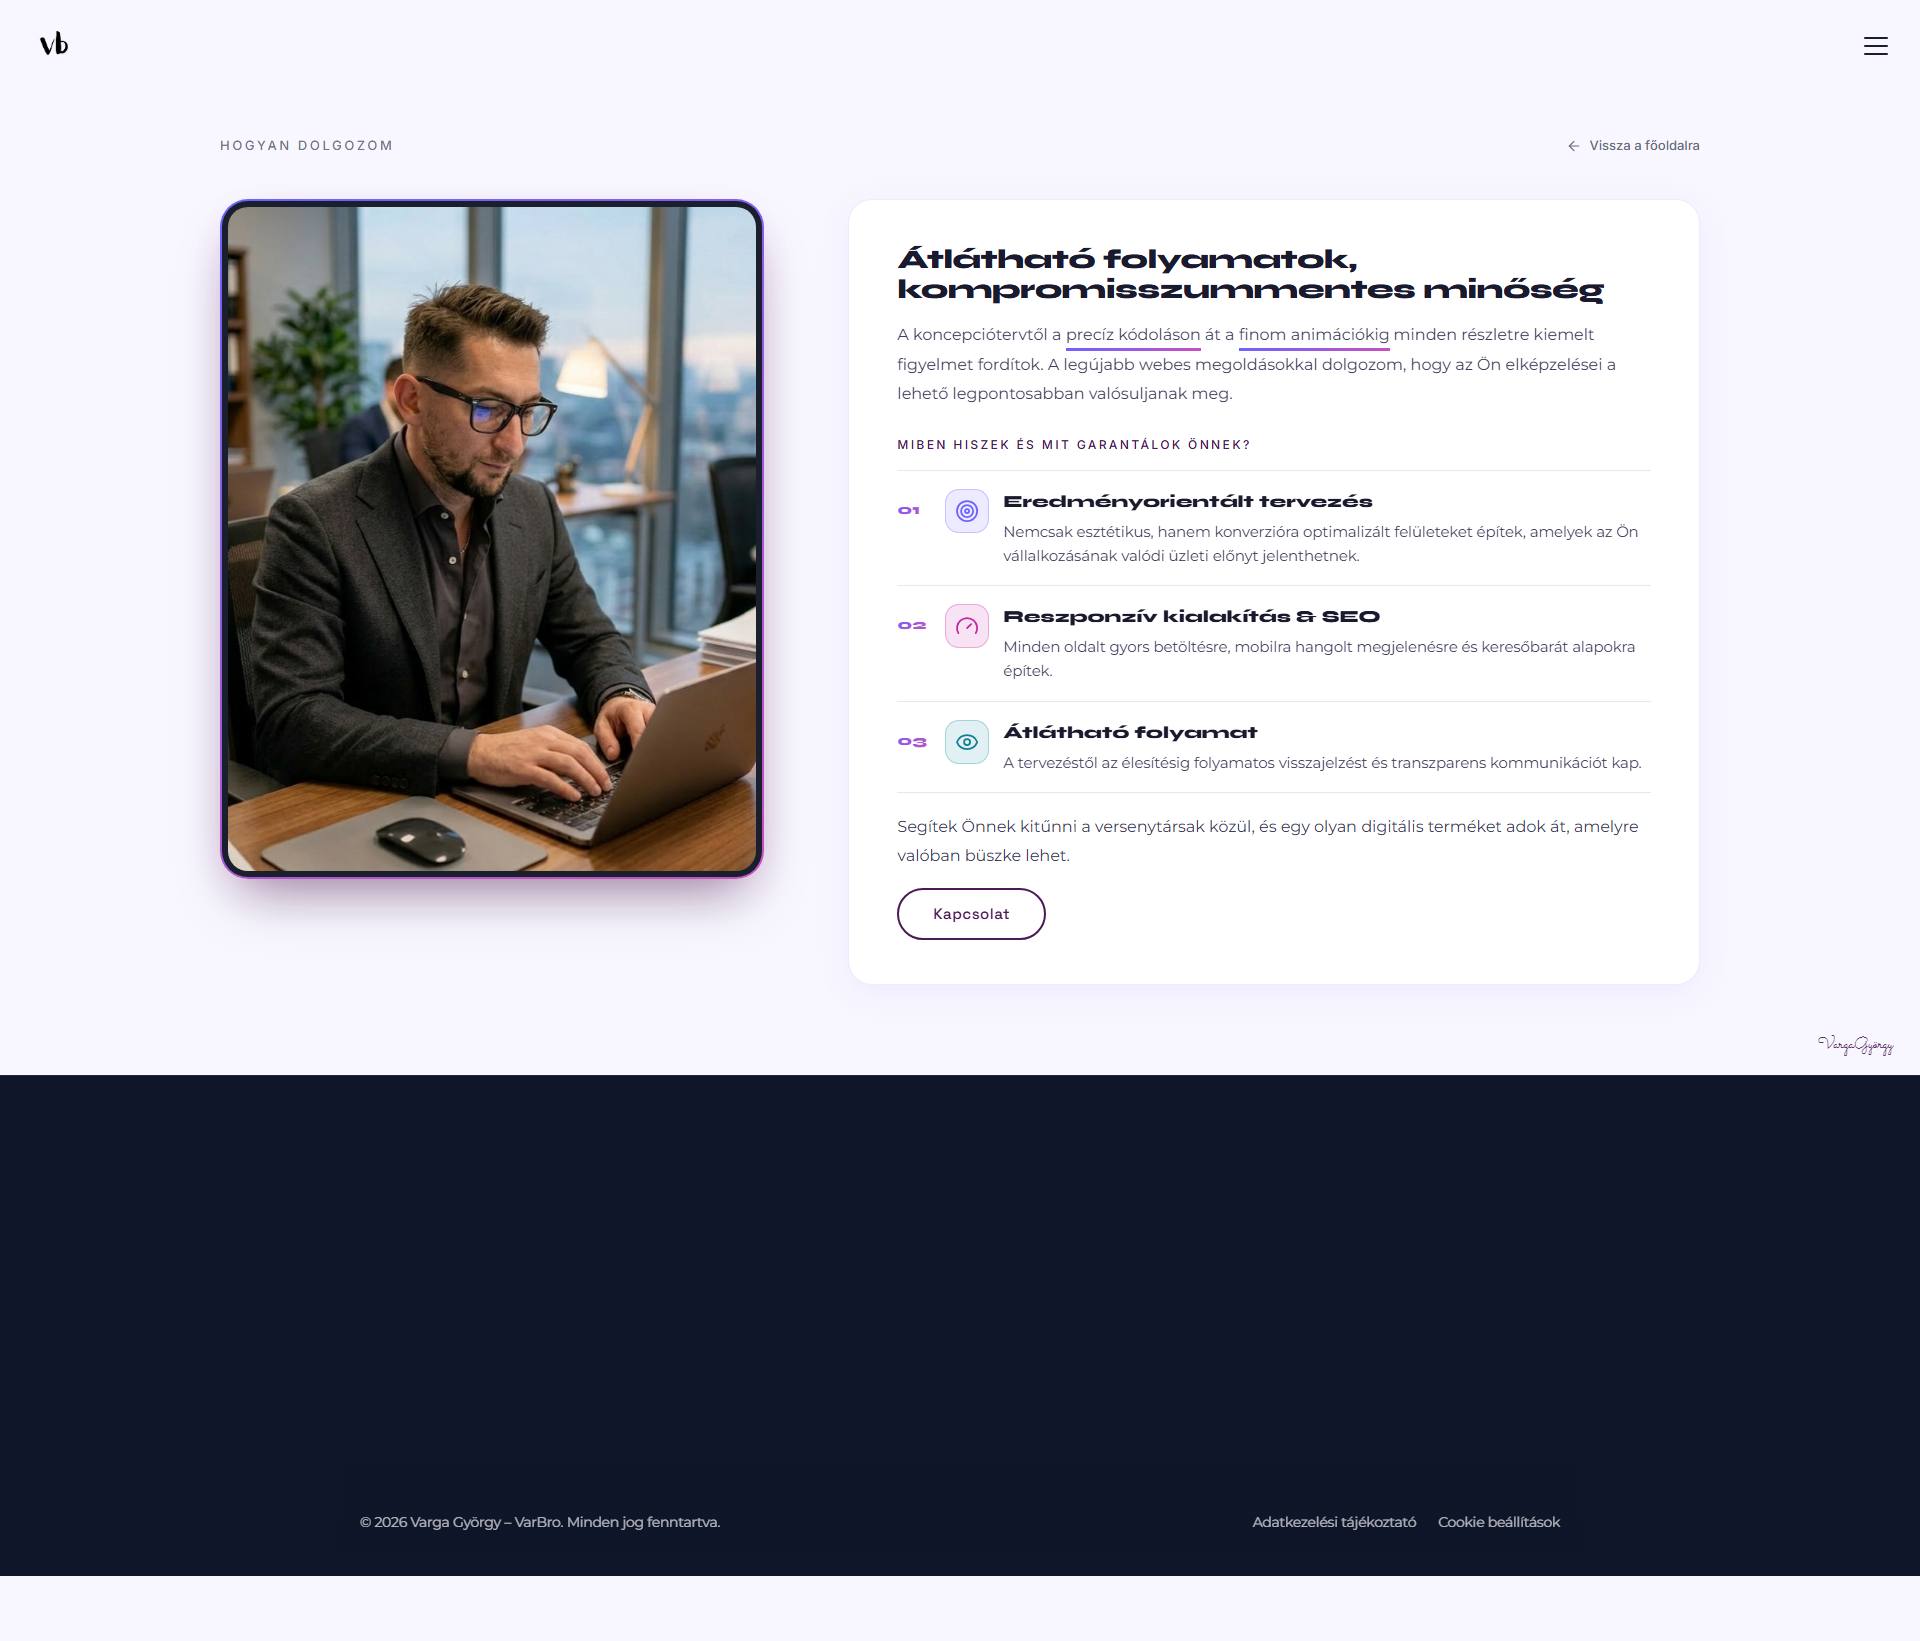 vb
HOGYAN DOLGOZOM
Vissza a főoldalra
Átlátható folyamatok,
kompromisszummentes minőség
A koncepciótervtől a precíz kódoláson át a finom animációkig minden részletre kiemelt
figyelmet fordítok. A legújabb webes megoldásokkal dolgozom, hogy az Ön elképzelései a
lehető legpontosabban valósuljanak meg.
MIBEN HISZEK ÉS MIT GARANTÁLOK ÖNNEK?
01 Eredményorientált tervezés
Nemcsak esztétikus, hanem konverzióra optimalizált felületeket építek, amelyek az Ön
vállalkozásának valódi üzleti előnyt jelenthetnek.
02 Reszponzív kialakítás & SEO
Minden oldalt gyors betöltésre, mobilra hangolt megjelenésre és keresőbarát alapokra
építek.
03 Átlátható folyamat
A tervezéstől az élesítésig folyamatos visszajelzést és transzparens kommunikációt kap.
Segítek Önnek kitűnni a versenytársak közül, és egy olyan digitális terméket adok át, amelyre
valóban büszke lehet.
Kapcsolat
VargaGyörgy
© 2026 Varga György – VarBro. Minden jog fenntartva.
Adatkezelési tájékoztató Cookie beállítások